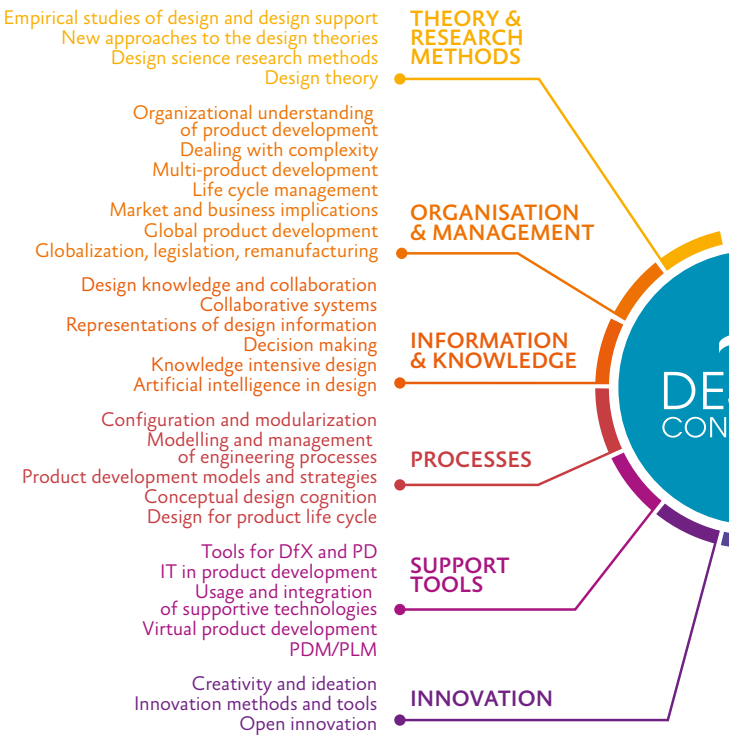 Empirical studies of design and design support
New approaches to the design theories
Design science research methods
Design theory
THEORY &
RESEARCH
METHODS
Organizational understanding
of product development
Dealing with complexity
Multi-product development
Life cycle management
Market and business implications
Global product development
Globalization, legislation, remanufacturing
ORGANISATION
& MANAGEMENT
Design knowledge and collaboration
Collaborative systems
Representations of design information
Decision making
Knowledge intensive design
Artificial intelligence in design
INFORMATION
& KNOWLEDGE
Configuration and modularization
Modelling and management
of engineering processes
Product development models and strategies
Conceptual design cognition
Design for product life cycle
PROCESSES
Tools for DfX and PD
IT in product development
Usage and integration
of supportive technologies
Virtual product development
PDM/PLM
SUPPORT
TOOLS
Creativity and ideation
Innovation methods and tools
Open innovation
INNOVATION